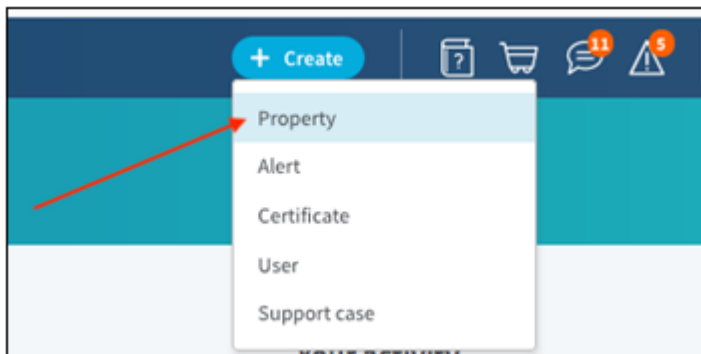 + Create
?
11
5
Property
Alert
Certificate
User
Support case